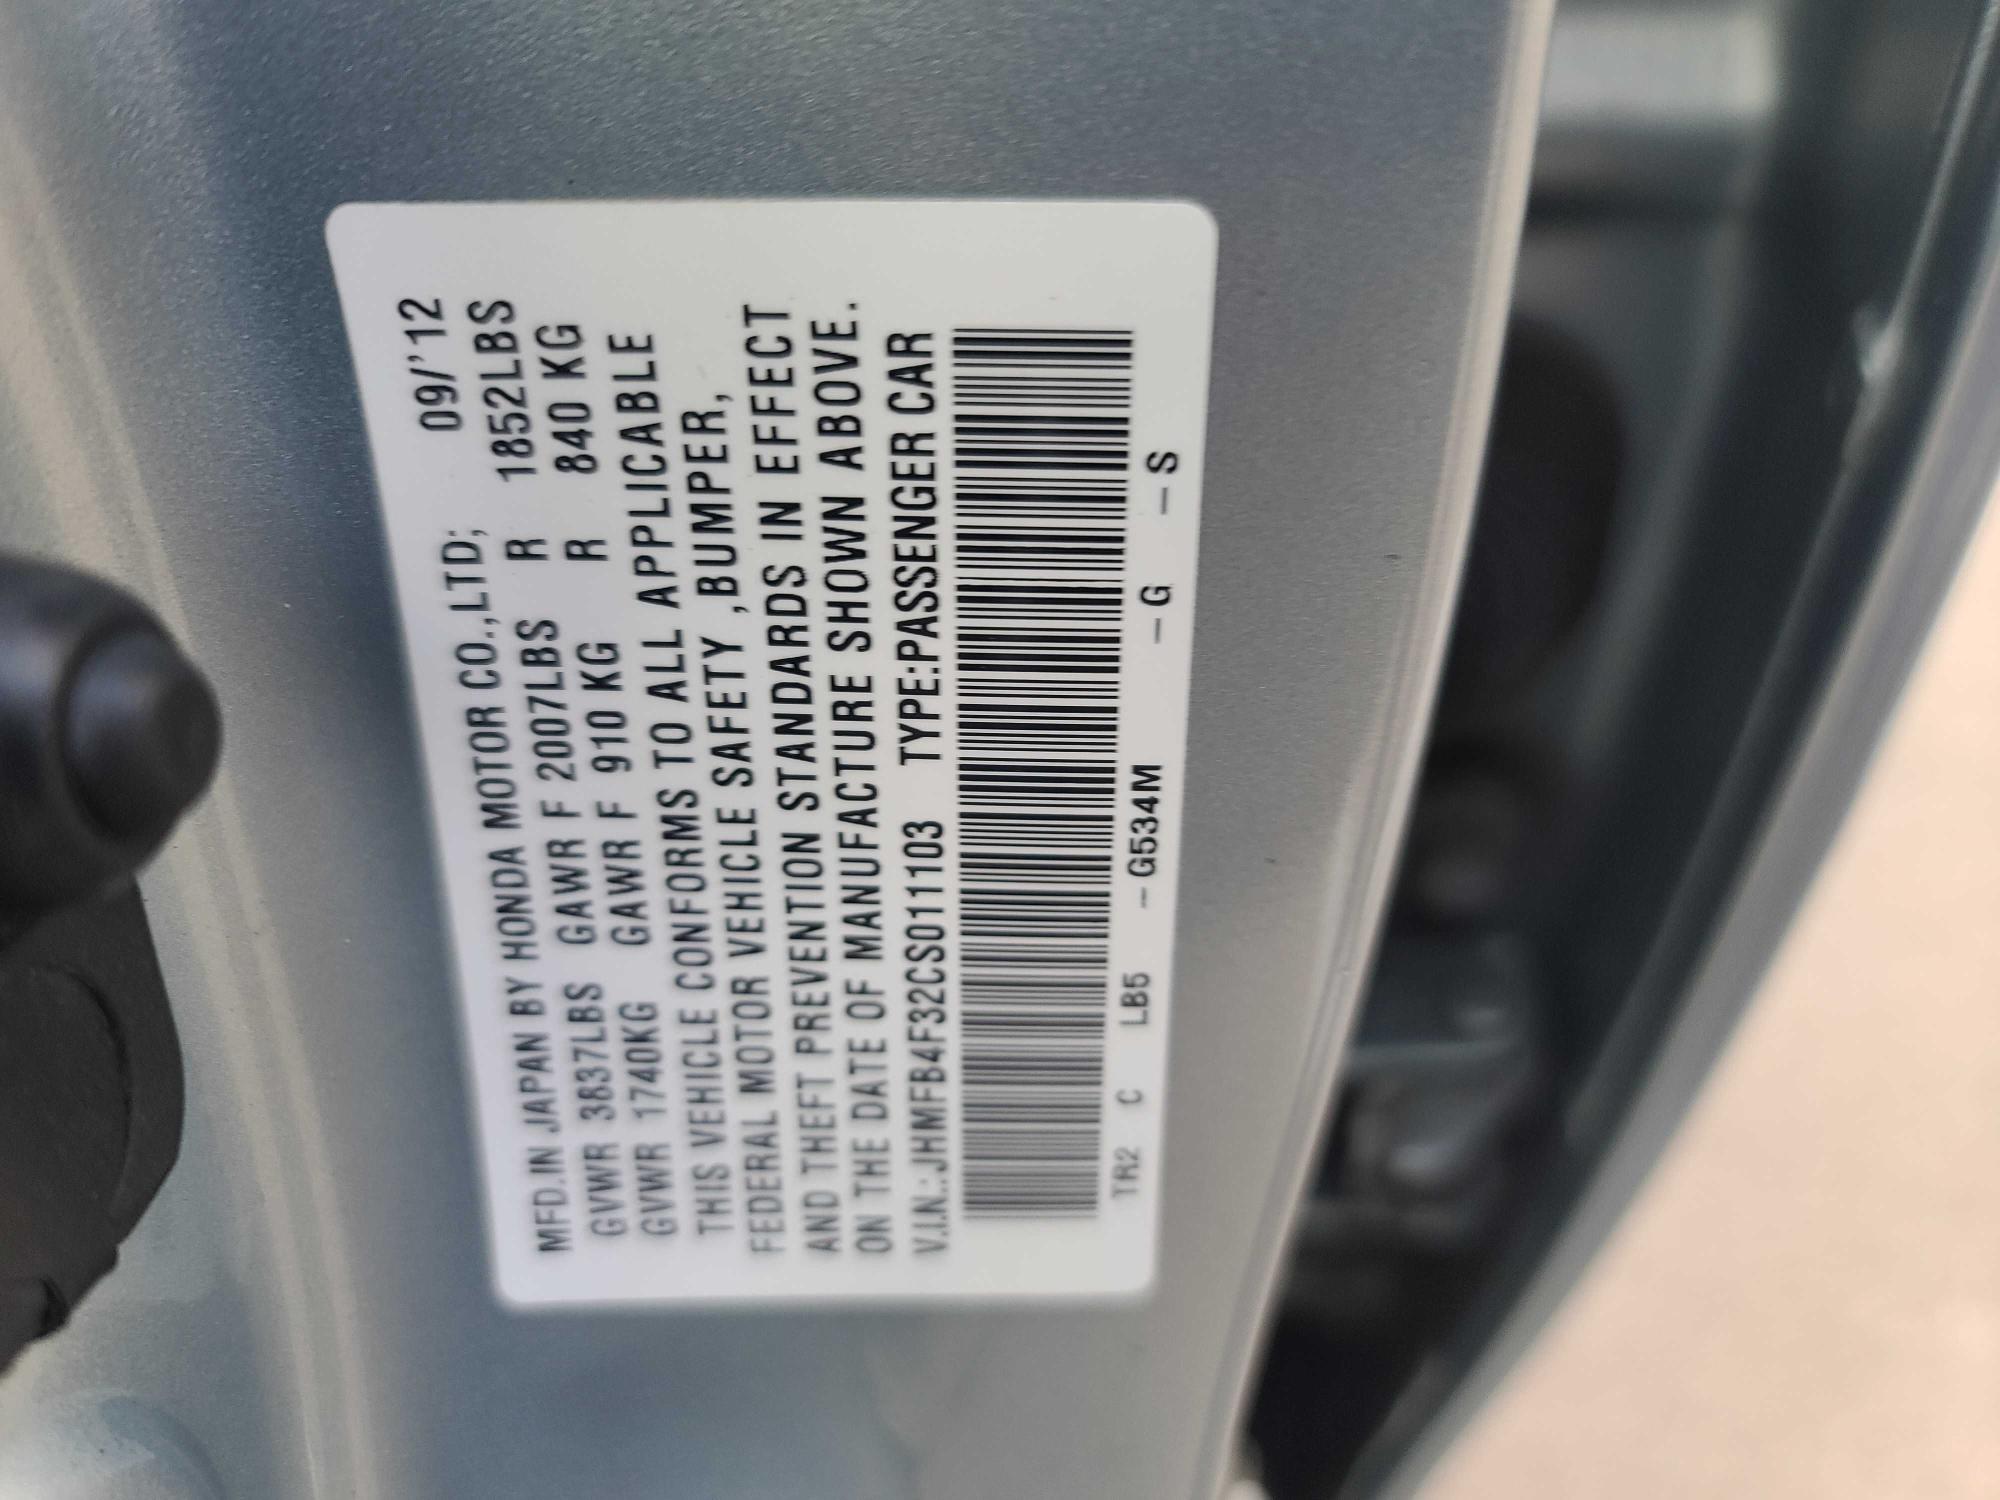 MFD.IN JAPAN BY HONDA MOTOR CO.,LTD; 09/'12
GVWR 3837LBS GAWR F 2007LBS R 1852LBS
GVWR 1740KG GAWR F 910 KG R 840 KG
THIS VEHICLE CONFORMS TO ALL APPLICABLE
FEDERAL MOTOR VEHICLE SAFETY ,BUMPER,
AND THEFT PREVENTION STANDARDS IN EFFECT
ON THE DATE OF MANUFACTURE SHOWN ABOVE.
V.I.N.:JHMFB4F32CS011103 TYPE:PASSENGER CAR
TR2 C LB5 –G534M –G –S